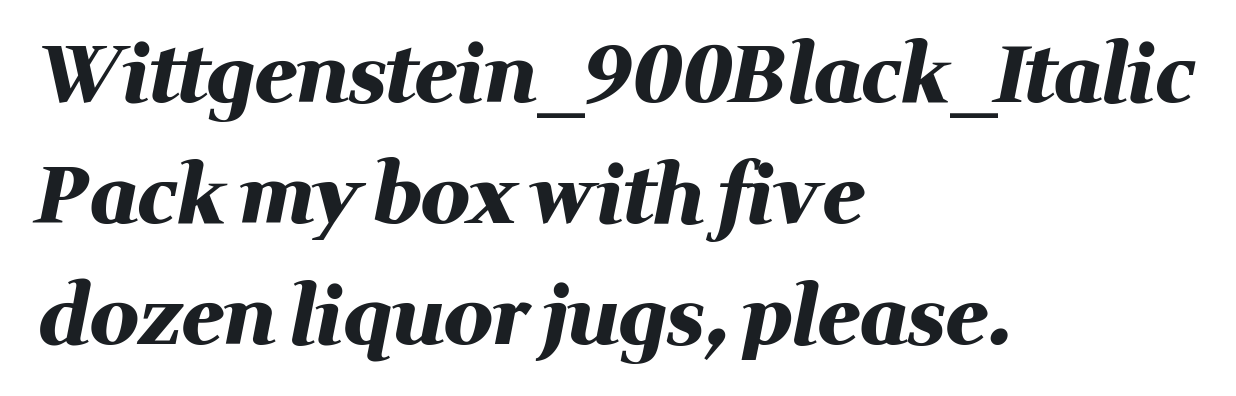 Wittgenstein_900Black_Italic
Pack my box with five
dozen liquor jugs, please.